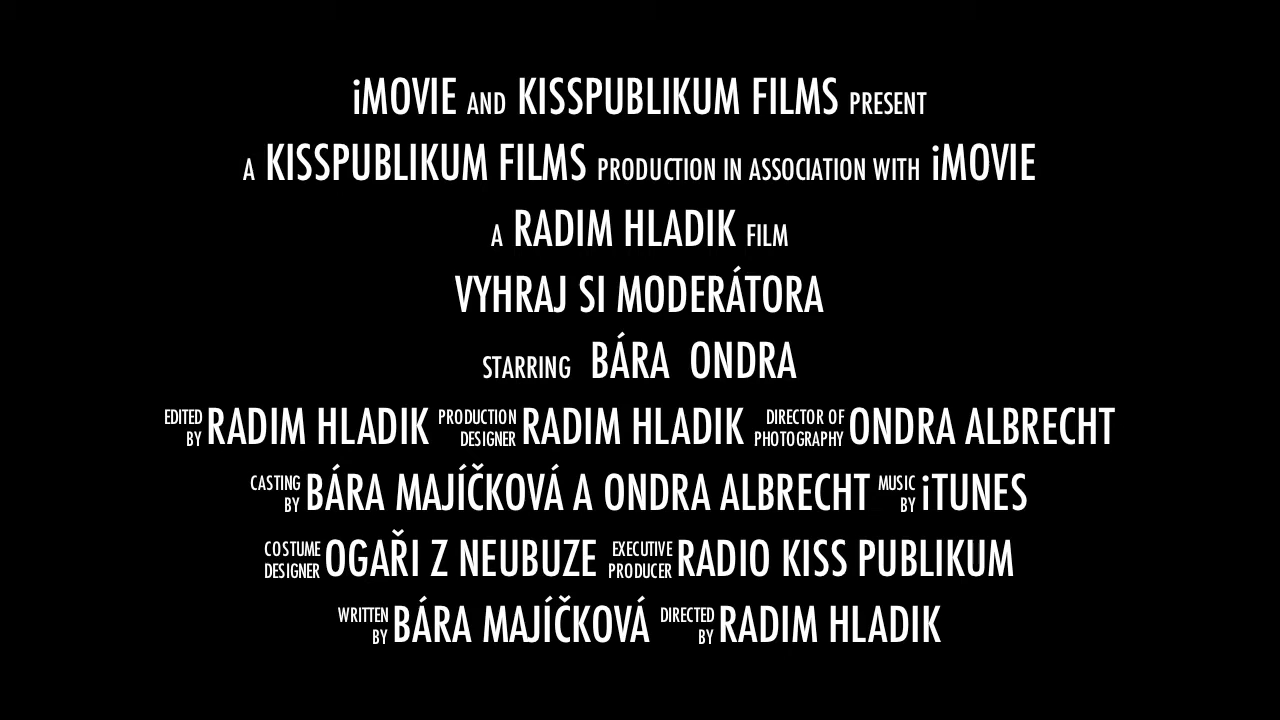 iMOVIE AND KISSPUBLIKUM FILMS PRESENT
A KISSPUBLIKUM FILMS PRODUCTION IN ASSOCIATION WITH iMOVIE
A RADIM HLADIK FILM
VYHRAJ SI MODERÁTORA
STARRING BÁRA ONDRA
EDITED BY RADIM HLADIK PRODUCTION DESIGNER RADIM HLADIK DIRECTOR OF PHOTOGRAPHY ONDRA ALBRECHT
CASTING BY BÁRA MAJÍČKOVÁ A ONDRA ALBRECHT MUSIC BY iTUNES
COSTUME DESIGNER OGAŘI Z NEUBUZE EXECUTIVE PRODUCER RADIO KISS PUBLIKUM
WRITTEN BY BÁRA MAJÍČKOVÁ DIRECTED BY RADIM HLADIK